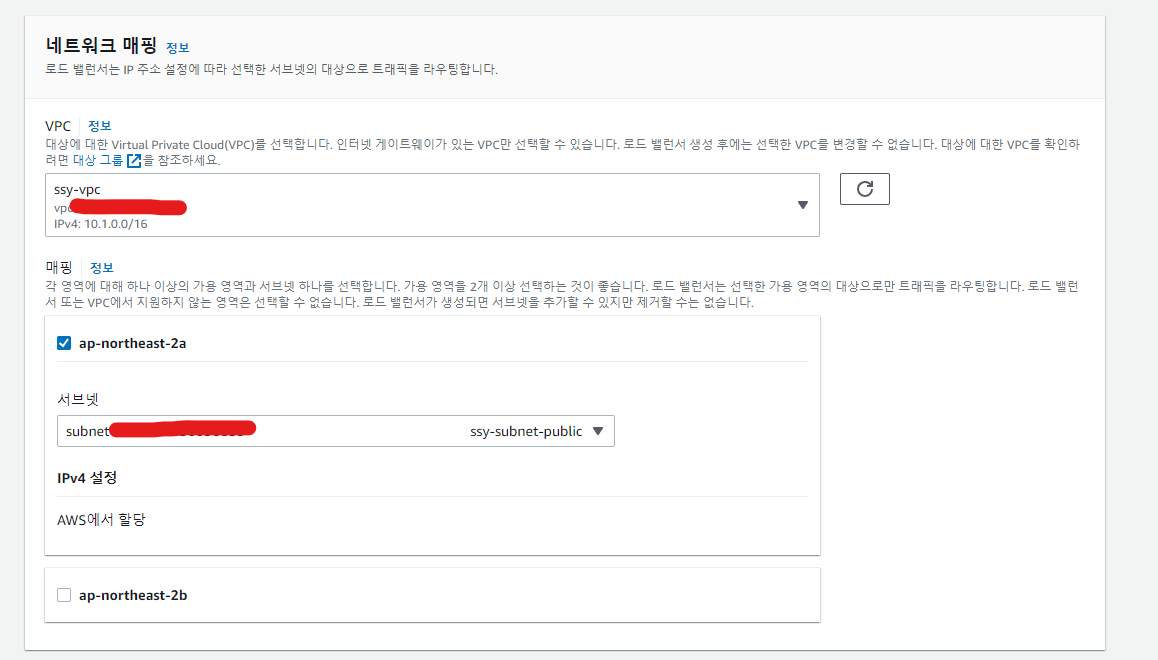 네트워크 매핑 정보
로드 밸런서는 IP 주소 설정에 따라 선택한 서브넷의 대상으로 트래픽을 라우팅합니다.
VPC 정보
대상에 대한 Virtual Private Cloud(VPC)를 선택합니다. 인터넷 게이트웨이가 있는 VPC만 선택할 수 있습니다. 로드 밸런서 생성 후에는 선택한 VPC를 변경할 수 없습니다. 대상에 대한 VPC를 확인하
려면 대상 그룹 을 참조하세요.
ssy-vpc
vpc
IPv4: 10.1.0.0/16
매핑 정보
각 영역에 대해 하나 이상의 가용 영역과 서브넷 하나를 선택합니다. 가용 영역을 2개 이상 선택하는 것이 좋습니다. 로드 밸런서는 선택한 가용 영역의 대상으로만 트래픽을 라우팅합니다. 로드 밸런
서 또는 VPC에서 지원하지 않는 영역은 선택할 수 없습니다. 로드 밸런서가 생성되면 서브넷을 추가할 수 있지만 제거할 수는 없습니다.
ap-northeast-2a
서브넷
subnet ssy-subnet-public
IPv4 설정
AWS에서 할당
ap-northeast-2b